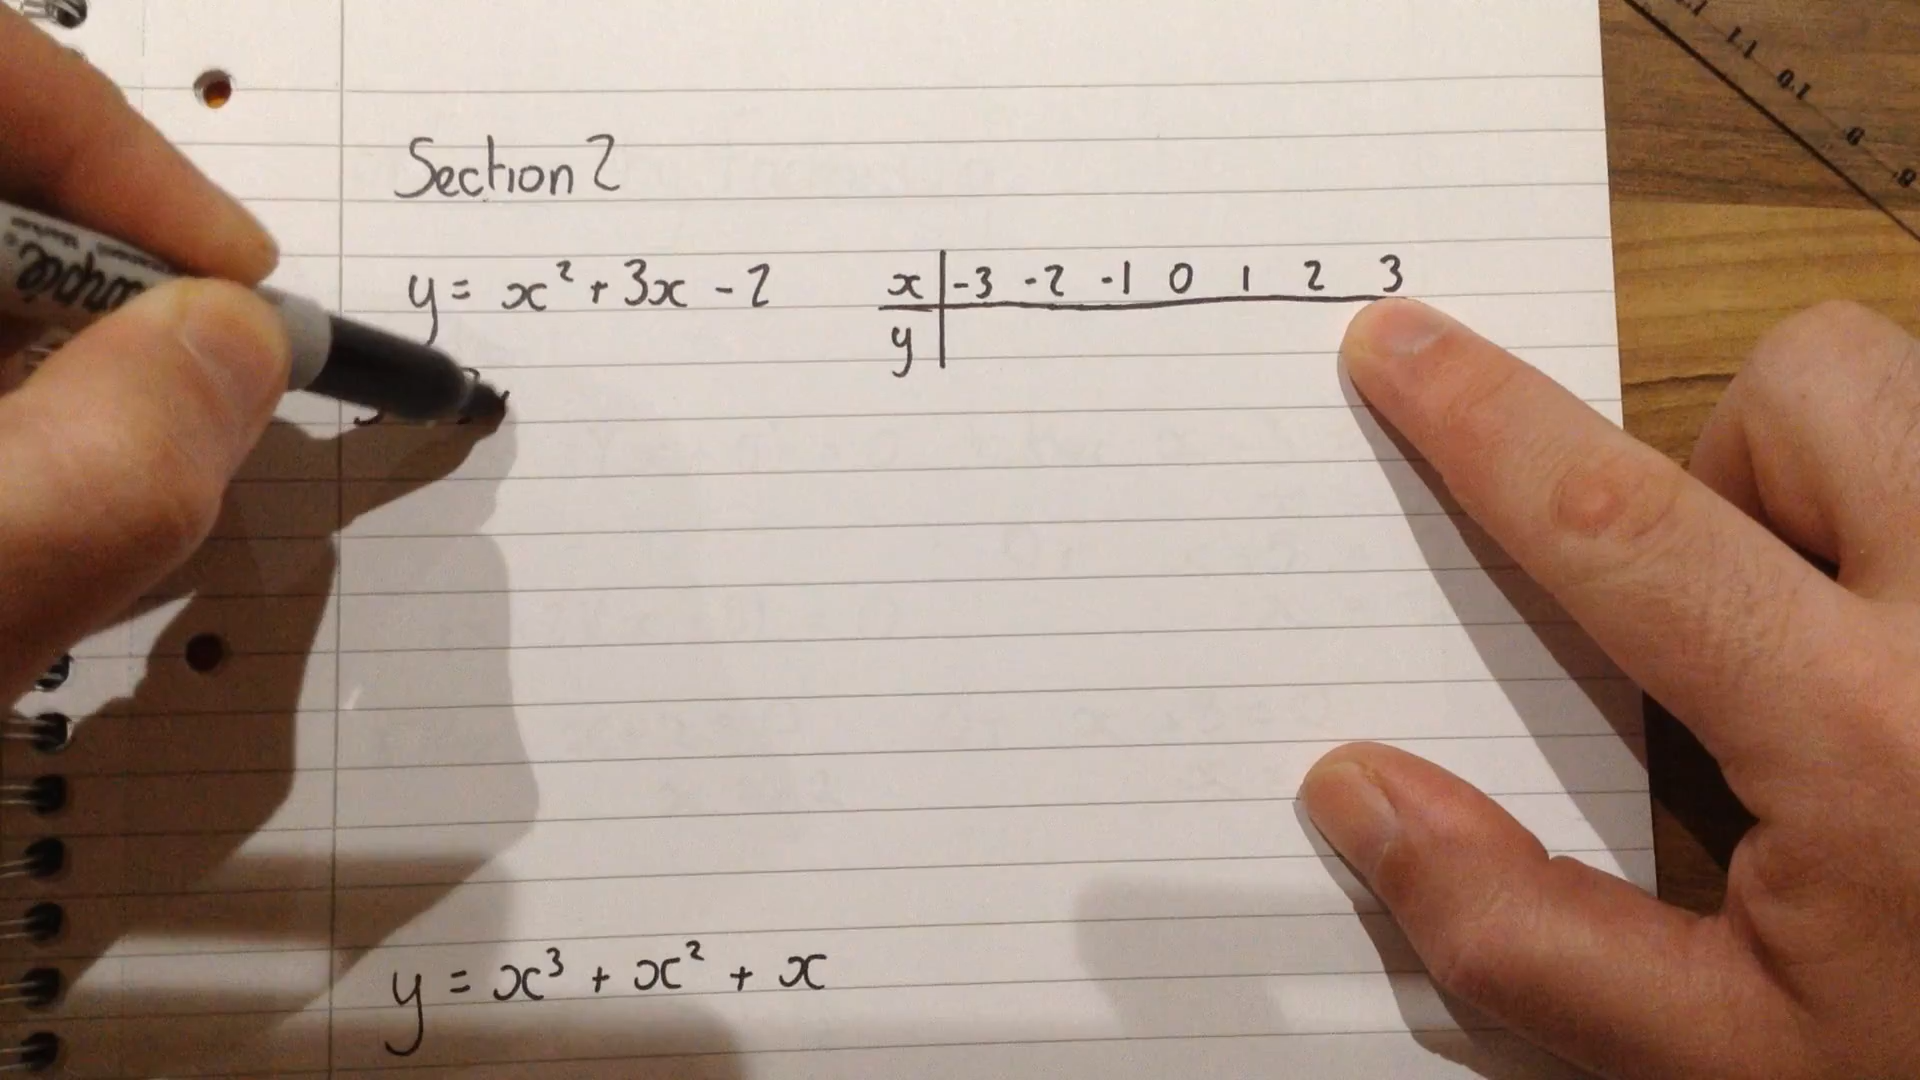 Section 2
y = x² + 3x - 2
x -3 -2 -1 0 1 2 3
y
y = x³ + x² + x